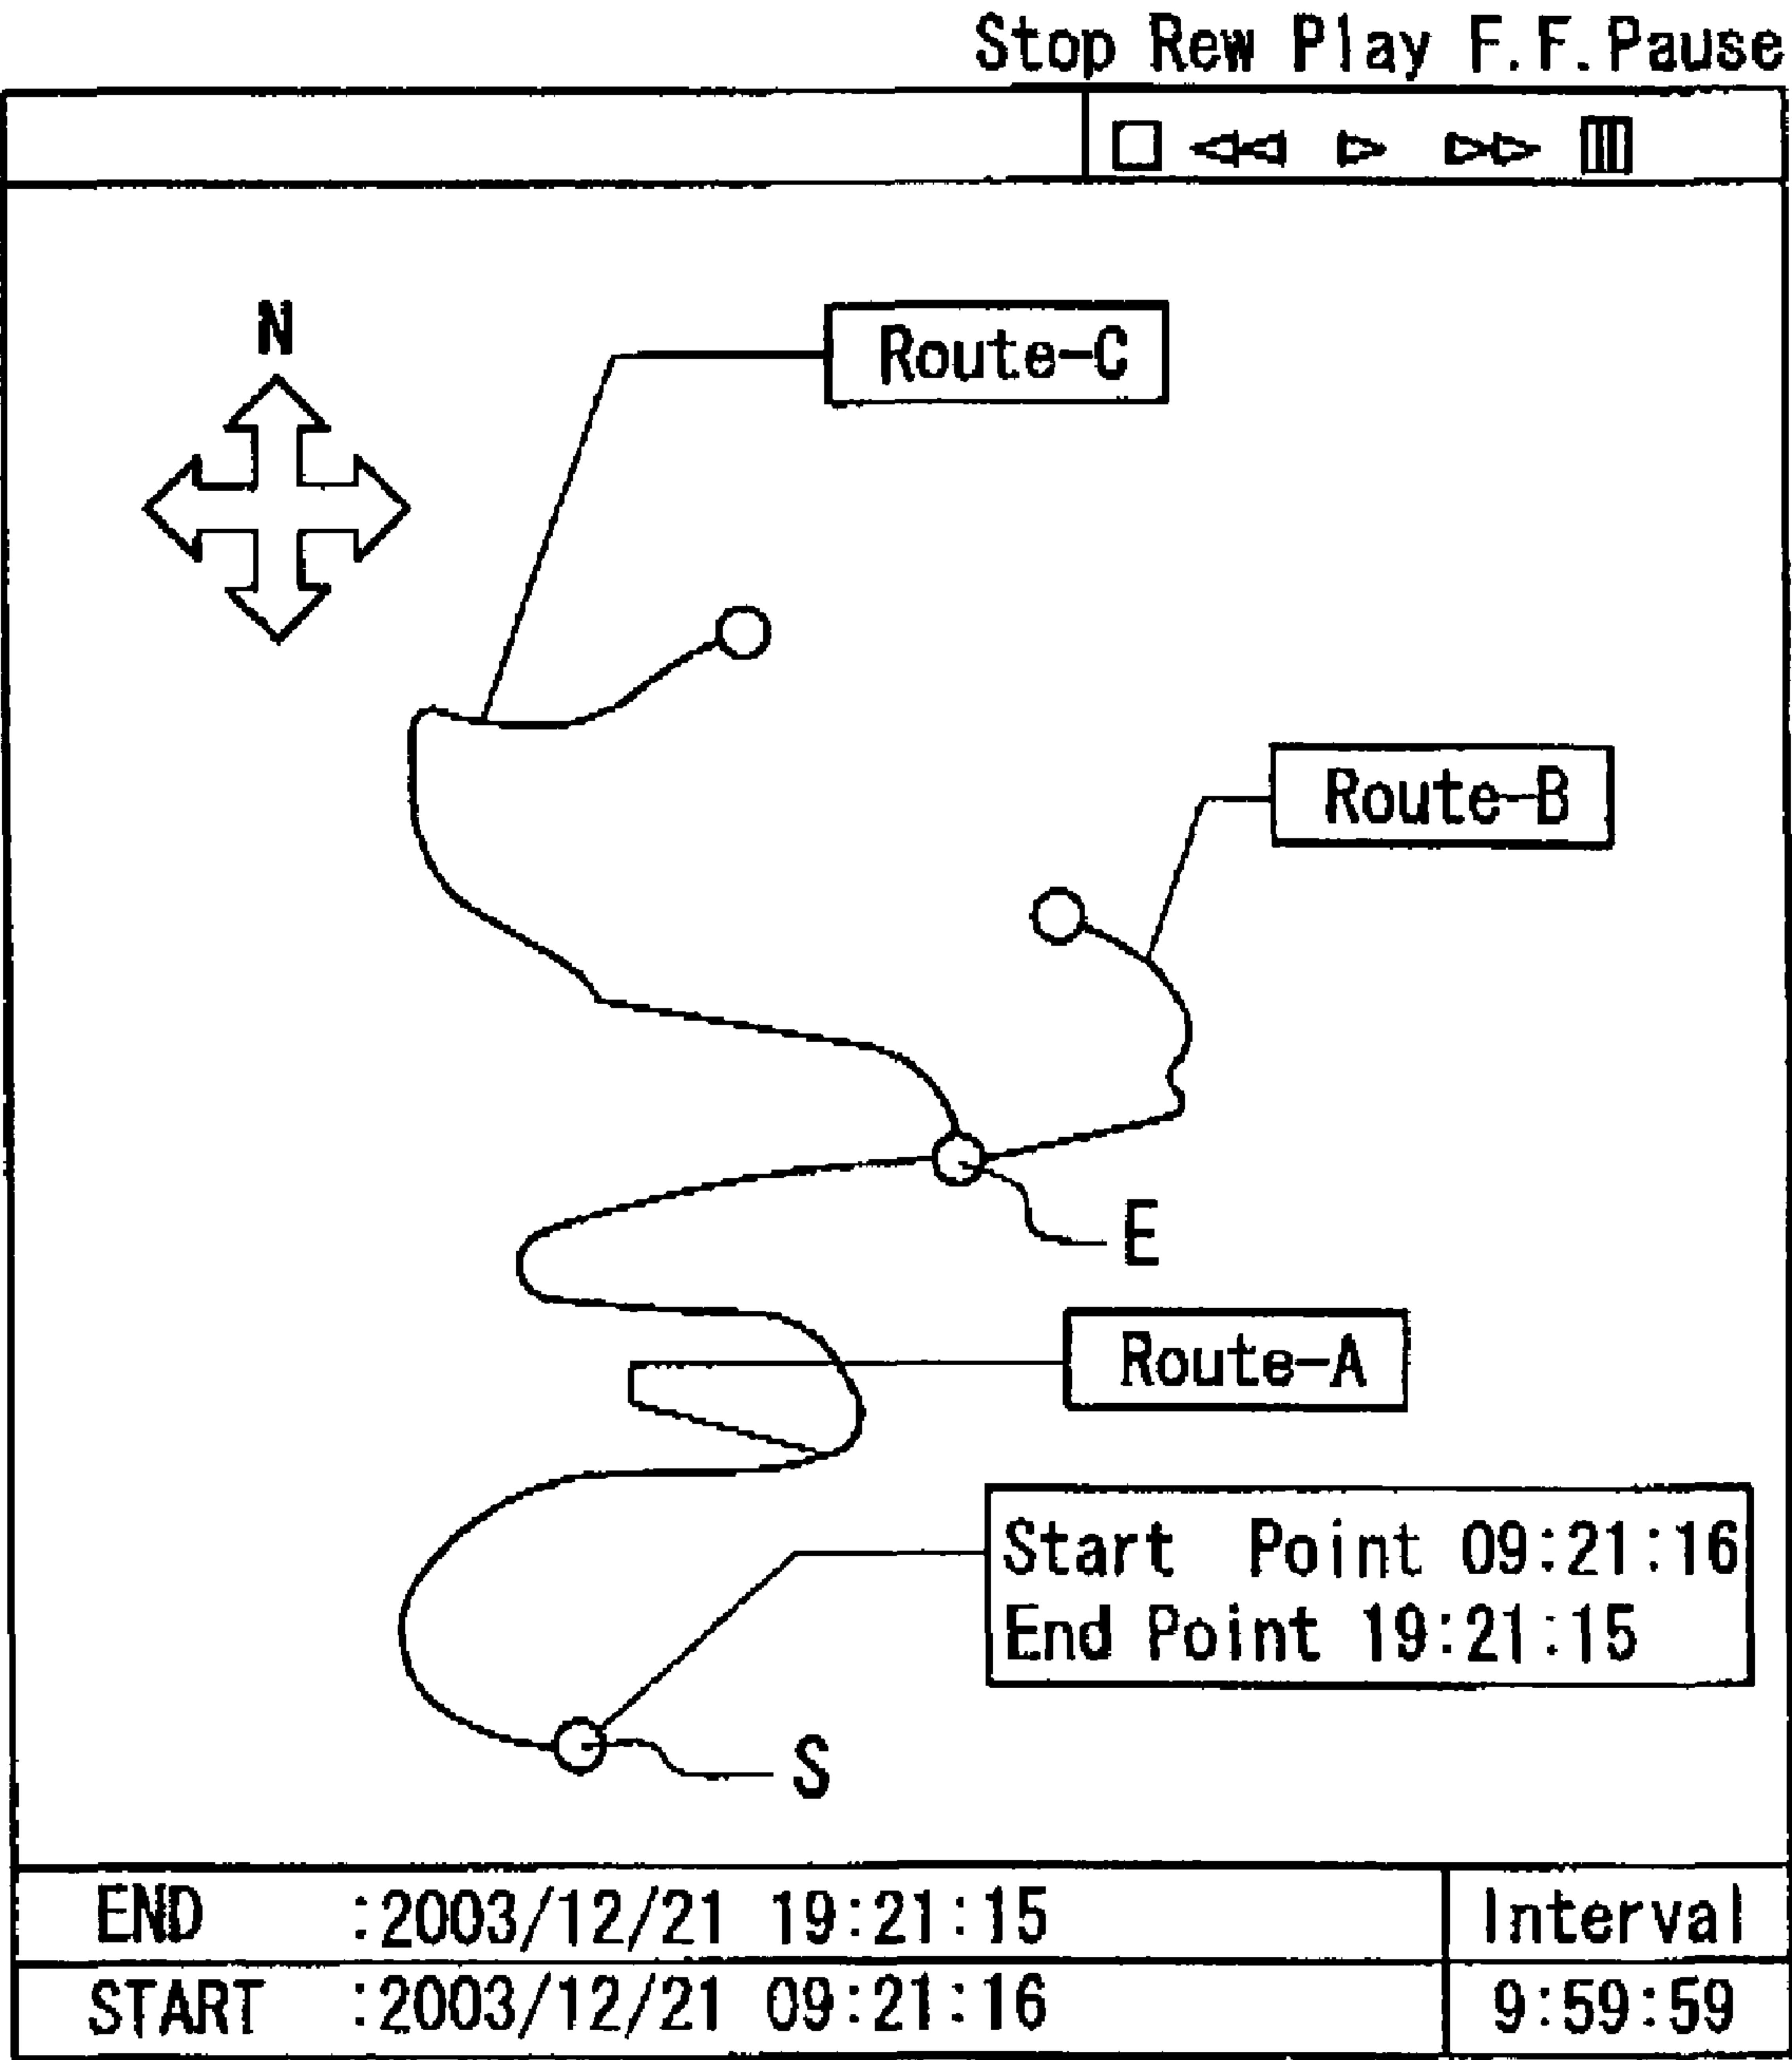 Stop Rew Play F.F.Pause
N
Route-C
Route-B
E
Route-A
Start Point 09:21:16
End Point 19:21:15
S
END :2003/12/21 19:21:15
Interval
START :2003/12/21 09:21:16
9:59:59